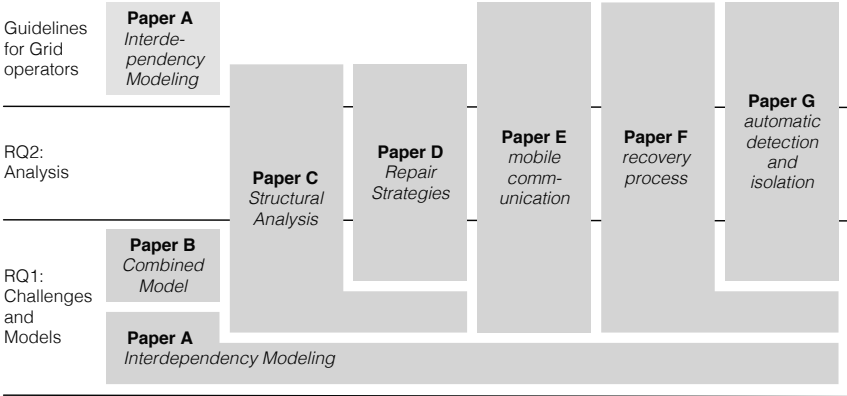 Guidelines
for Grid
operators
Paper A
Interde-
pendency
Modeling
RQ2:
Analysis
Paper C
Structural
Analysis
Paper D
Repair
Strategies
Paper E
mobile
comm-
unication
Paper F
recovery
process
Paper G
automatic
detection
and
isolation
RQ1:
Challenges
and
Models
Paper B
Combined
Model
Paper A
Interdependency Modeling